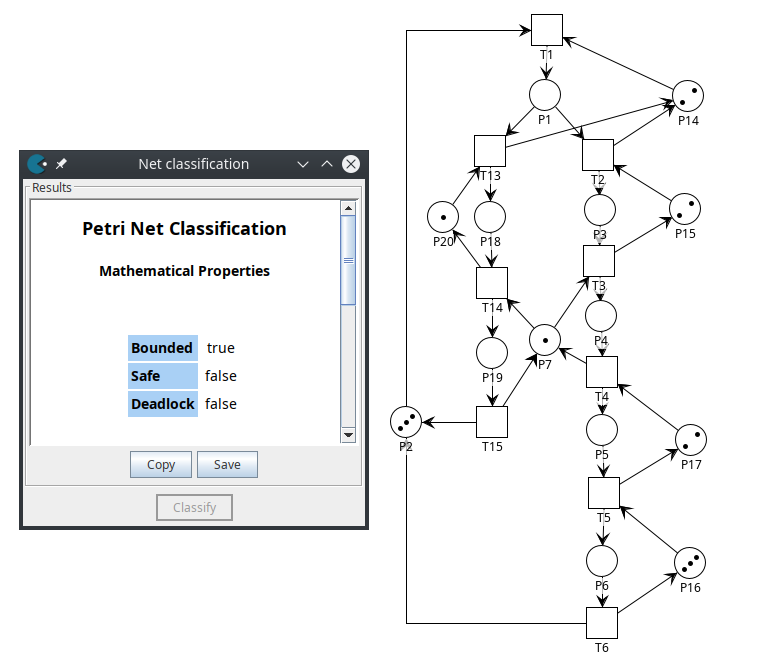 Net classification
Results
Petri Net Classification
Mathematical Properties
Bounded true
Safe false
Deadlock false
Copy Save
Classify
T1
P1
P14
T13
T2
P20
P18
P3
P15
T3
T14
P4
P7
P19
T4
P2
T15
P5
P17
T5
P6
P16
T6